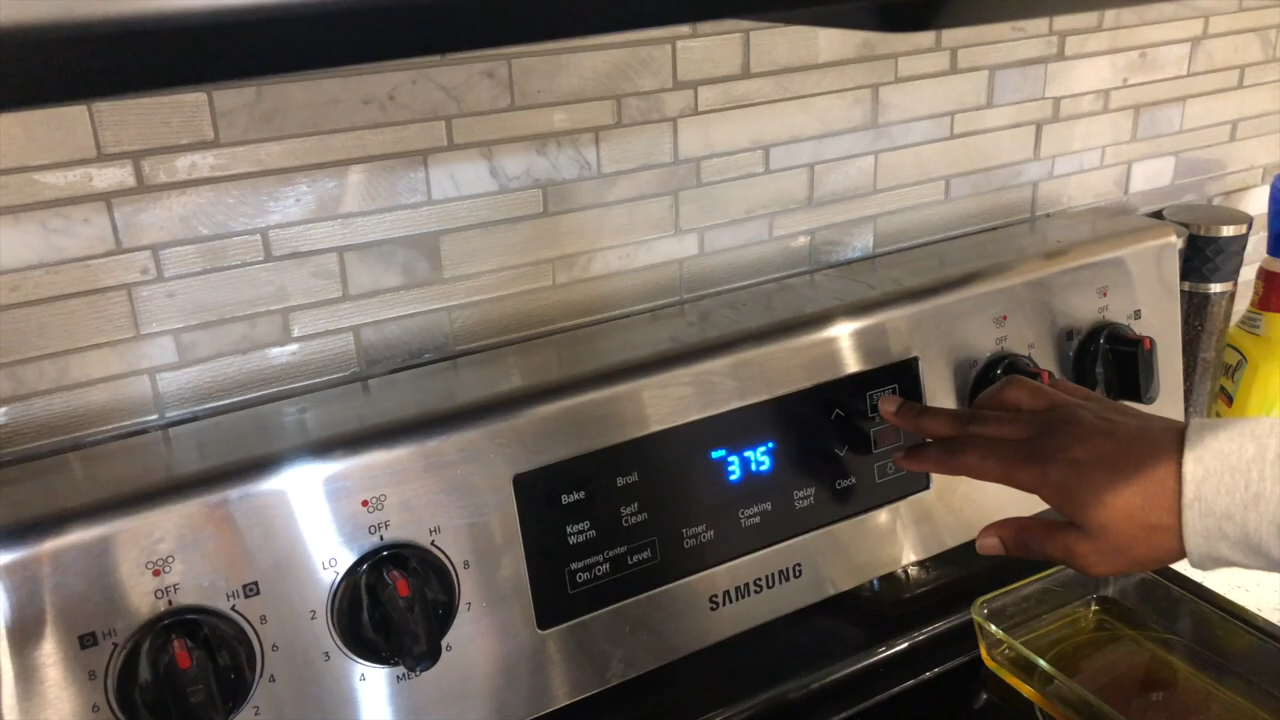 OFF
HI
8
6
4
2
HI
8
6
OFF
LO
HI
8
7
6
MED
4
3
2
Bake
Broil
Keep Warm
Self Clean
Warming Center
On/Off
Level
Bake
375°
Timer On/Off
Cooking Time
Delay Start
Clock
START
SAMSUNG
OFF
LO
HI
OFF
HI